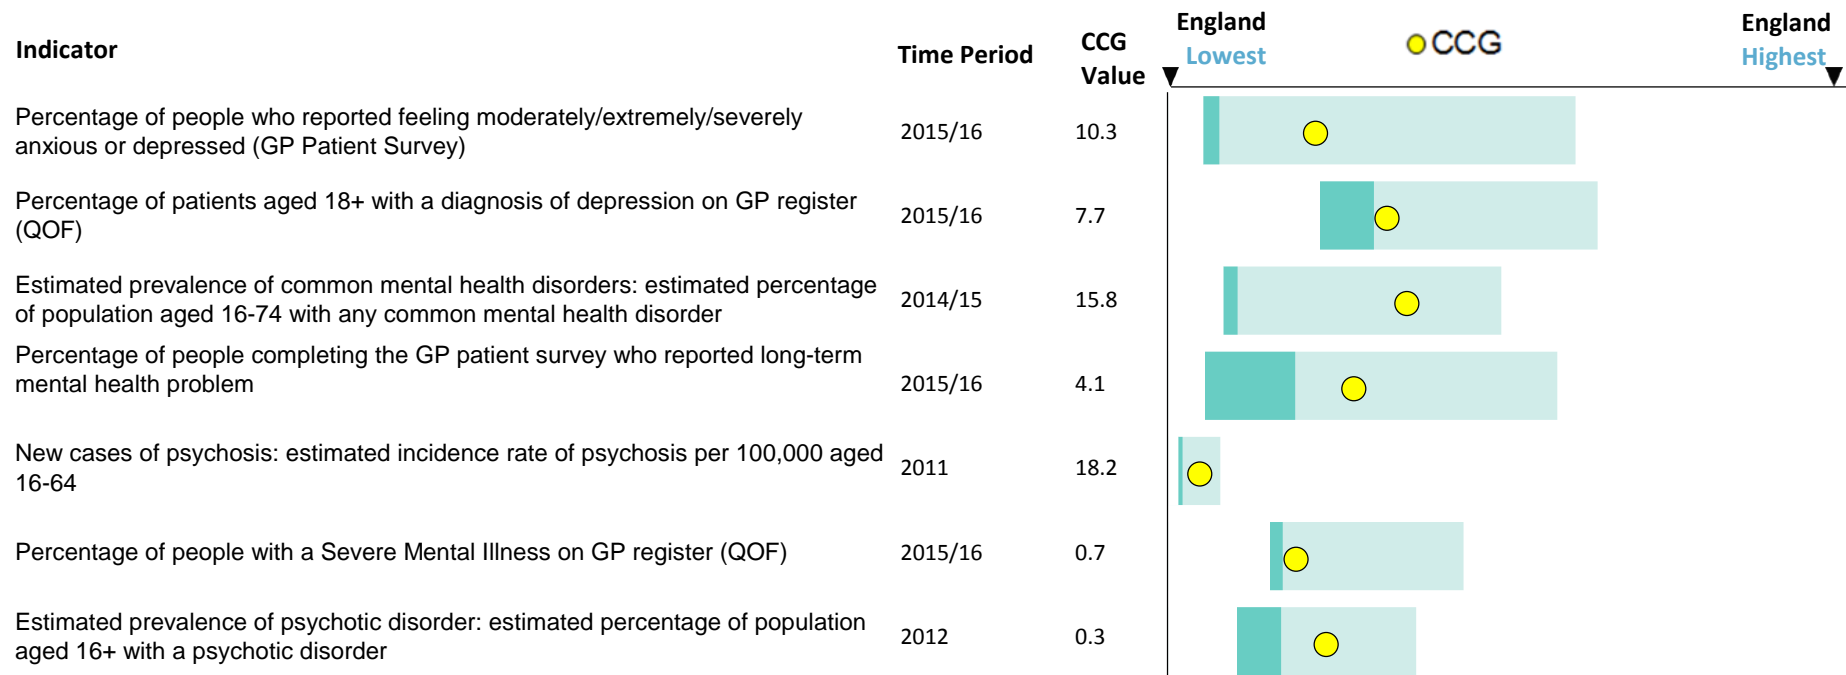 Indicator
Time Period
CCG
Value
England
Lowest
CCG
England
Highest
Percentage of people who reported feeling moderately/extremely/severely
anxious or depressed (GP Patient Survey)
2015/16
10.3
Percentage of patients aged 18+ with a diagnosis of depression on GP register
(QOF)
2015/16
7.7
Estimated prevalence of common mental health disorders: estimated percentage
of population aged 16-74 with any common mental health disorder
2014/15
15.8
Percentage of people completing the GP patient survey who reported long-term
mental health problem
2015/16
4.1
New cases of psychosis: estimated incidence rate of psychosis per 100,000 aged
16-64
2011
18.2
Percentage of people with a Severe Mental Illness on GP register (QOF)
2015/16
0.7
Estimated prevalence of psychotic disorder: estimated percentage of population
aged 16+ with a psychotic disorder
2012
0.3